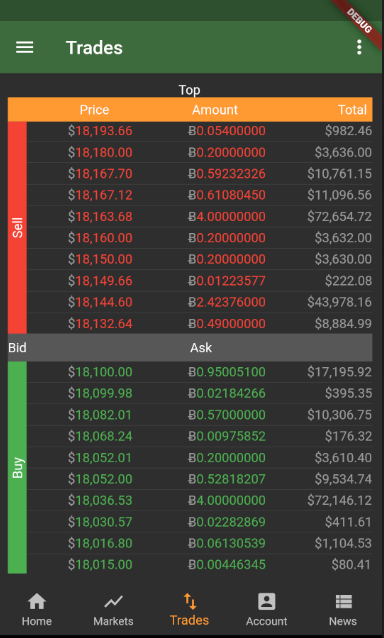 DEBUG
Trades
Top
Price Amount Total
Sell
$18,193.66 Ƀ0.05400000 $982.46
$18,180.00 Ƀ0.20000000 $3,636.00
$18,167.70 Ƀ0.59232326 $10,761.15
$18,167.12 Ƀ0.61080450 $11,096.56
$18,163.68 Ƀ4.00000000 $72,654.72
$18,160.00 Ƀ0.20000000 $3,632.00
$18,150.00 Ƀ0.20000000 $3,630.00
$18,149.66 Ƀ0.01223577 $222.08
$18,144.60 Ƀ2.42376000 $43,978.16
$18,132.64 Ƀ0.49000000 $8,884.99
Bid Ask
Buy
$18,100.00 Ƀ0.95005100 $17,195.92
$18,099.98 Ƀ0.02184266 $395.35
$18,082.01 Ƀ0.57000000 $10,306.75
$18,068.24 Ƀ0.00975852 $176.32
$18,052.01 Ƀ0.20000000 $3,610.40
$18,052.00 Ƀ0.52818207 $9,534.74
$18,036.53 Ƀ4.00000000 $72,146.12
$18,030.57 Ƀ0.02282869 $411.61
$18,016.80 Ƀ0.06130539 $1,104.53
$18,015.00 Ƀ0.00446345 $80.41
Home Markets Trades Account News